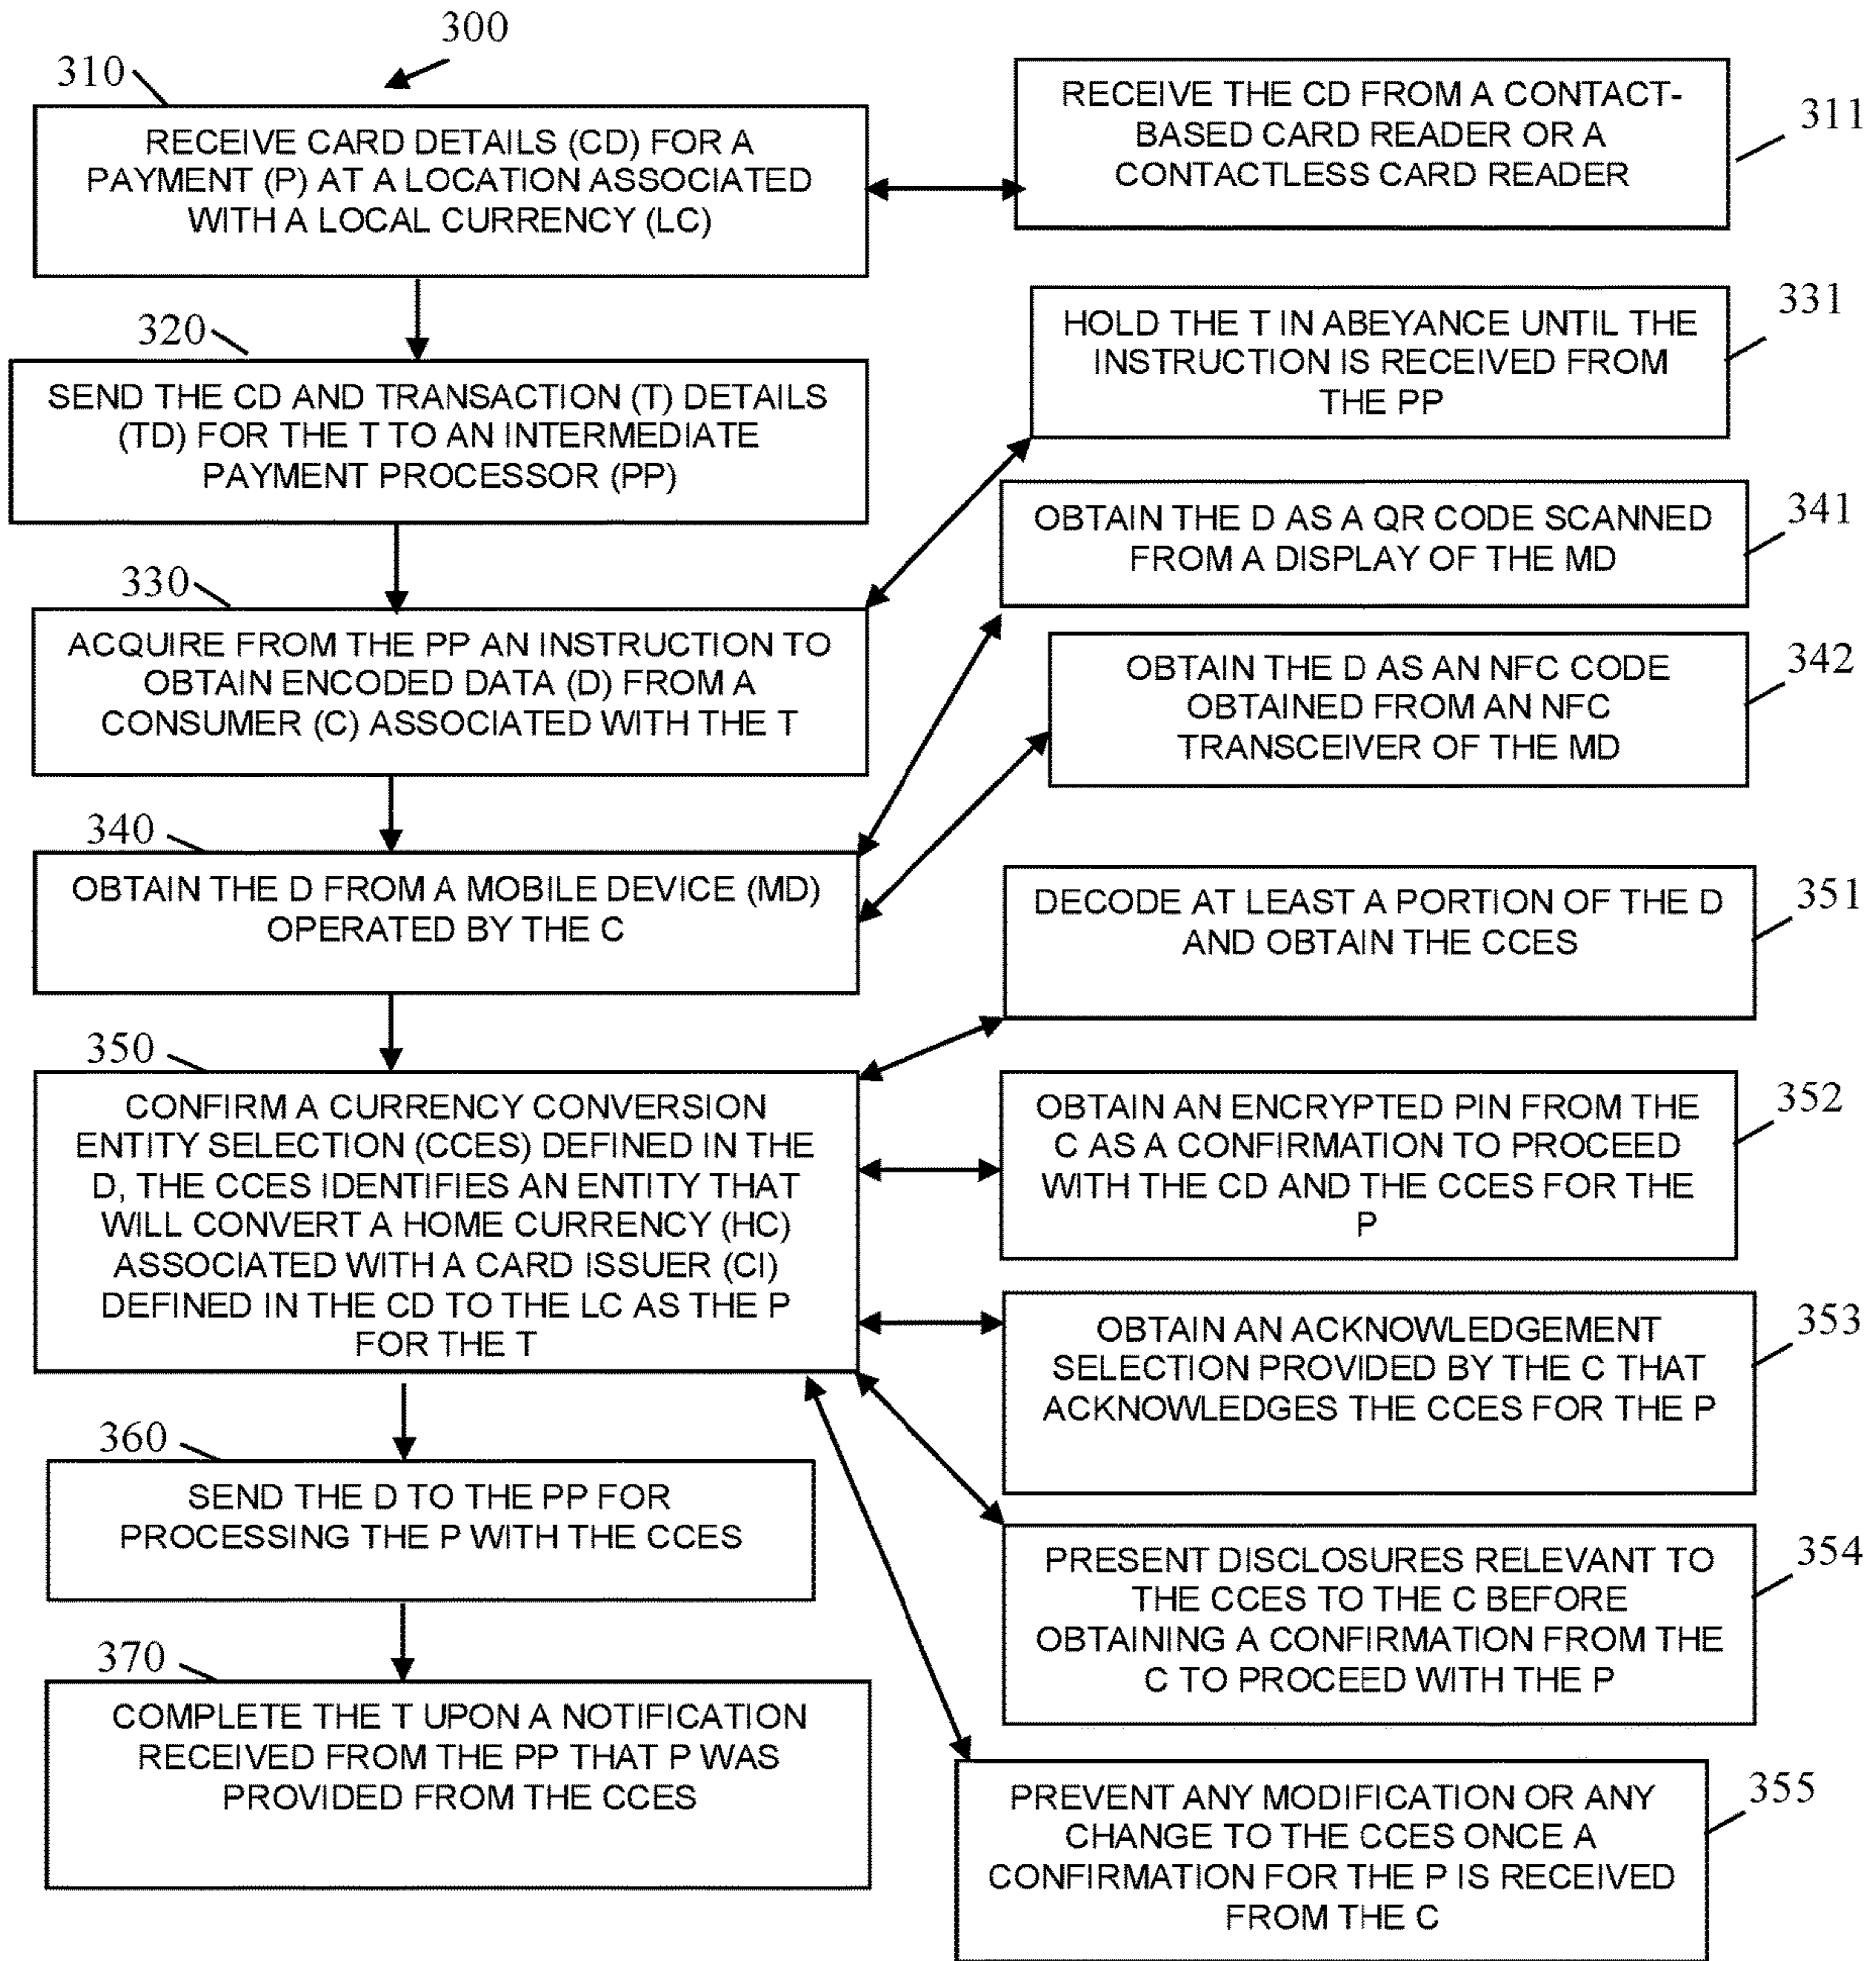 300
310
RECEIVE CARD DETAILS (CD) FOR A
PAYMENT (P) AT A LOCATION ASSOCIATED
WITH A LOCAL CURRENCY (LC)
RECEIVE THE CD FROM A CONTACT-
BASED CARD READER OR A
CONTACTLESS CARD READER
311
320
SEND THE CD AND TRANSACTION (T) DETAILS
(TD) FOR THE T TO AN INTERMEDIATE
PAYMENT PROCESSOR (PP)
HOLD THE T IN ABEYANCE UNTIL THE
INSTRUCTION IS RECEIVED FROM
THE PP
331
330
ACQUIRE FROM THE PP AN INSTRUCTION TO
OBTAIN ENCODED DATA (D) FROM A
CONSUMER (C) ASSOCIATED WITH THE T
OBTAIN THE D AS A QR CODE SCANNED
FROM A DISPLAY OF THE MD
341
OBTAIN THE D AS AN NFC CODE
OBTAINED FROM AN NFC
TRANSCEIVER OF THE MD
342
340
OBTAIN THE D FROM A MOBILE DEVICE (MD)
OPERATED BY THE C
DECODE AT LEAST A PORTION OF THE D
AND OBTAIN THE CCES
351
350
CONFIRM A CURRENCY CONVERSION
ENTITY SELECTION (CCES) DEFINED IN THE
D, THE CCES IDENTIFIES AN ENTITY THAT
WILL CONVERT A HOME CURRENCY (HC)
ASSOCIATED WITH A CARD ISSUER (CI)
DEFINED IN THE CD TO THE LC AS THE P
FOR THE T
OBTAIN AN ENCRYPTED PIN FROM THE
C AS A CONFIRMATION TO PROCEED
WITH THE CD AND THE CCES FOR THE
P
352
OBTAIN AN ACKNOWLEDGEMENT
SELECTION PROVIDED BY THE C THAT
ACKNOWLEDGES THE CCES FOR THE P
353
360
SEND THE D TO THE PP FOR
PROCESSING THE P WITH THE CCES
PRESENT DISCLOSURES RELEVANT TO
THE CCES TO THE C BEFORE
OBTAINING A CONFIRMATION FROM THE
C TO PROCEED WITH THE P
354
370
COMPLETE THE T UPON A NOTIFICATION
RECEIVED FROM THE PP THAT P WAS
PROVIDED FROM THE CCES
PREVENT ANY MODIFICATION OR ANY
CHANGE TO THE CCES ONCE A
CONFIRMATION FOR THE P IS RECEIVED
FROM THE C
355